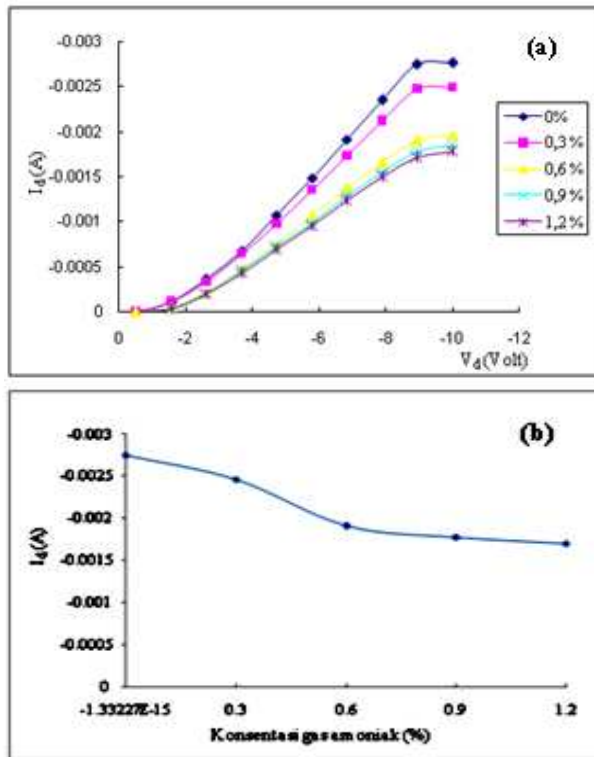 (a)
-0.003
-0.0025
-0.002
-0.0015
-0.001
-0.0005
0
I_d(A)
0 -2 -4 -6 -8 -10 -12
V_d(Volt)
0%
0,3%
0,6%
0,9%
1,2%
(b)
-0.003
-0.0025
-0.002
-0.0015
-0.001
-0.0005
0
I_d(A)
-1.33227E-15 0.3 0.6 0.9 1.2
Konsentasi gas amoniak (%)